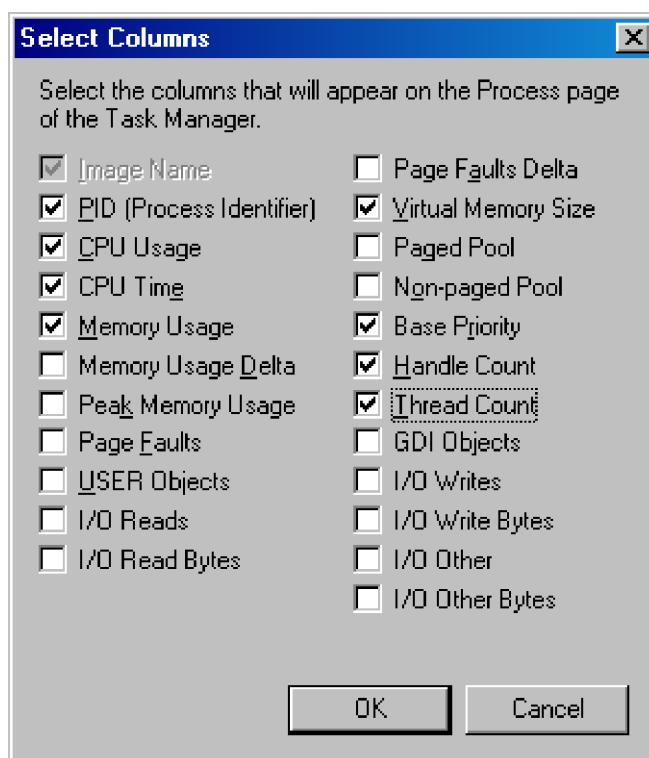 Select Columns
Select the columns that will appear on the Process page
of the Task Manager.
Image Name
PID (Process Identifier)
CPU Usage
CPU Time
Memory Usage
Memory Usage Delta
Peak Memory Usage
Page Faults
USER Objects
I/O Reads
I/O Read Bytes
Page Faults Delta
Virtual Memory Size
Paged Pool
Non-paged Pool
Base Priority
Handle Count
Thread Count
GDI Objects
I/O Writes
I/O Write Bytes
I/O Other
I/O Other Bytes
OK
Cancel